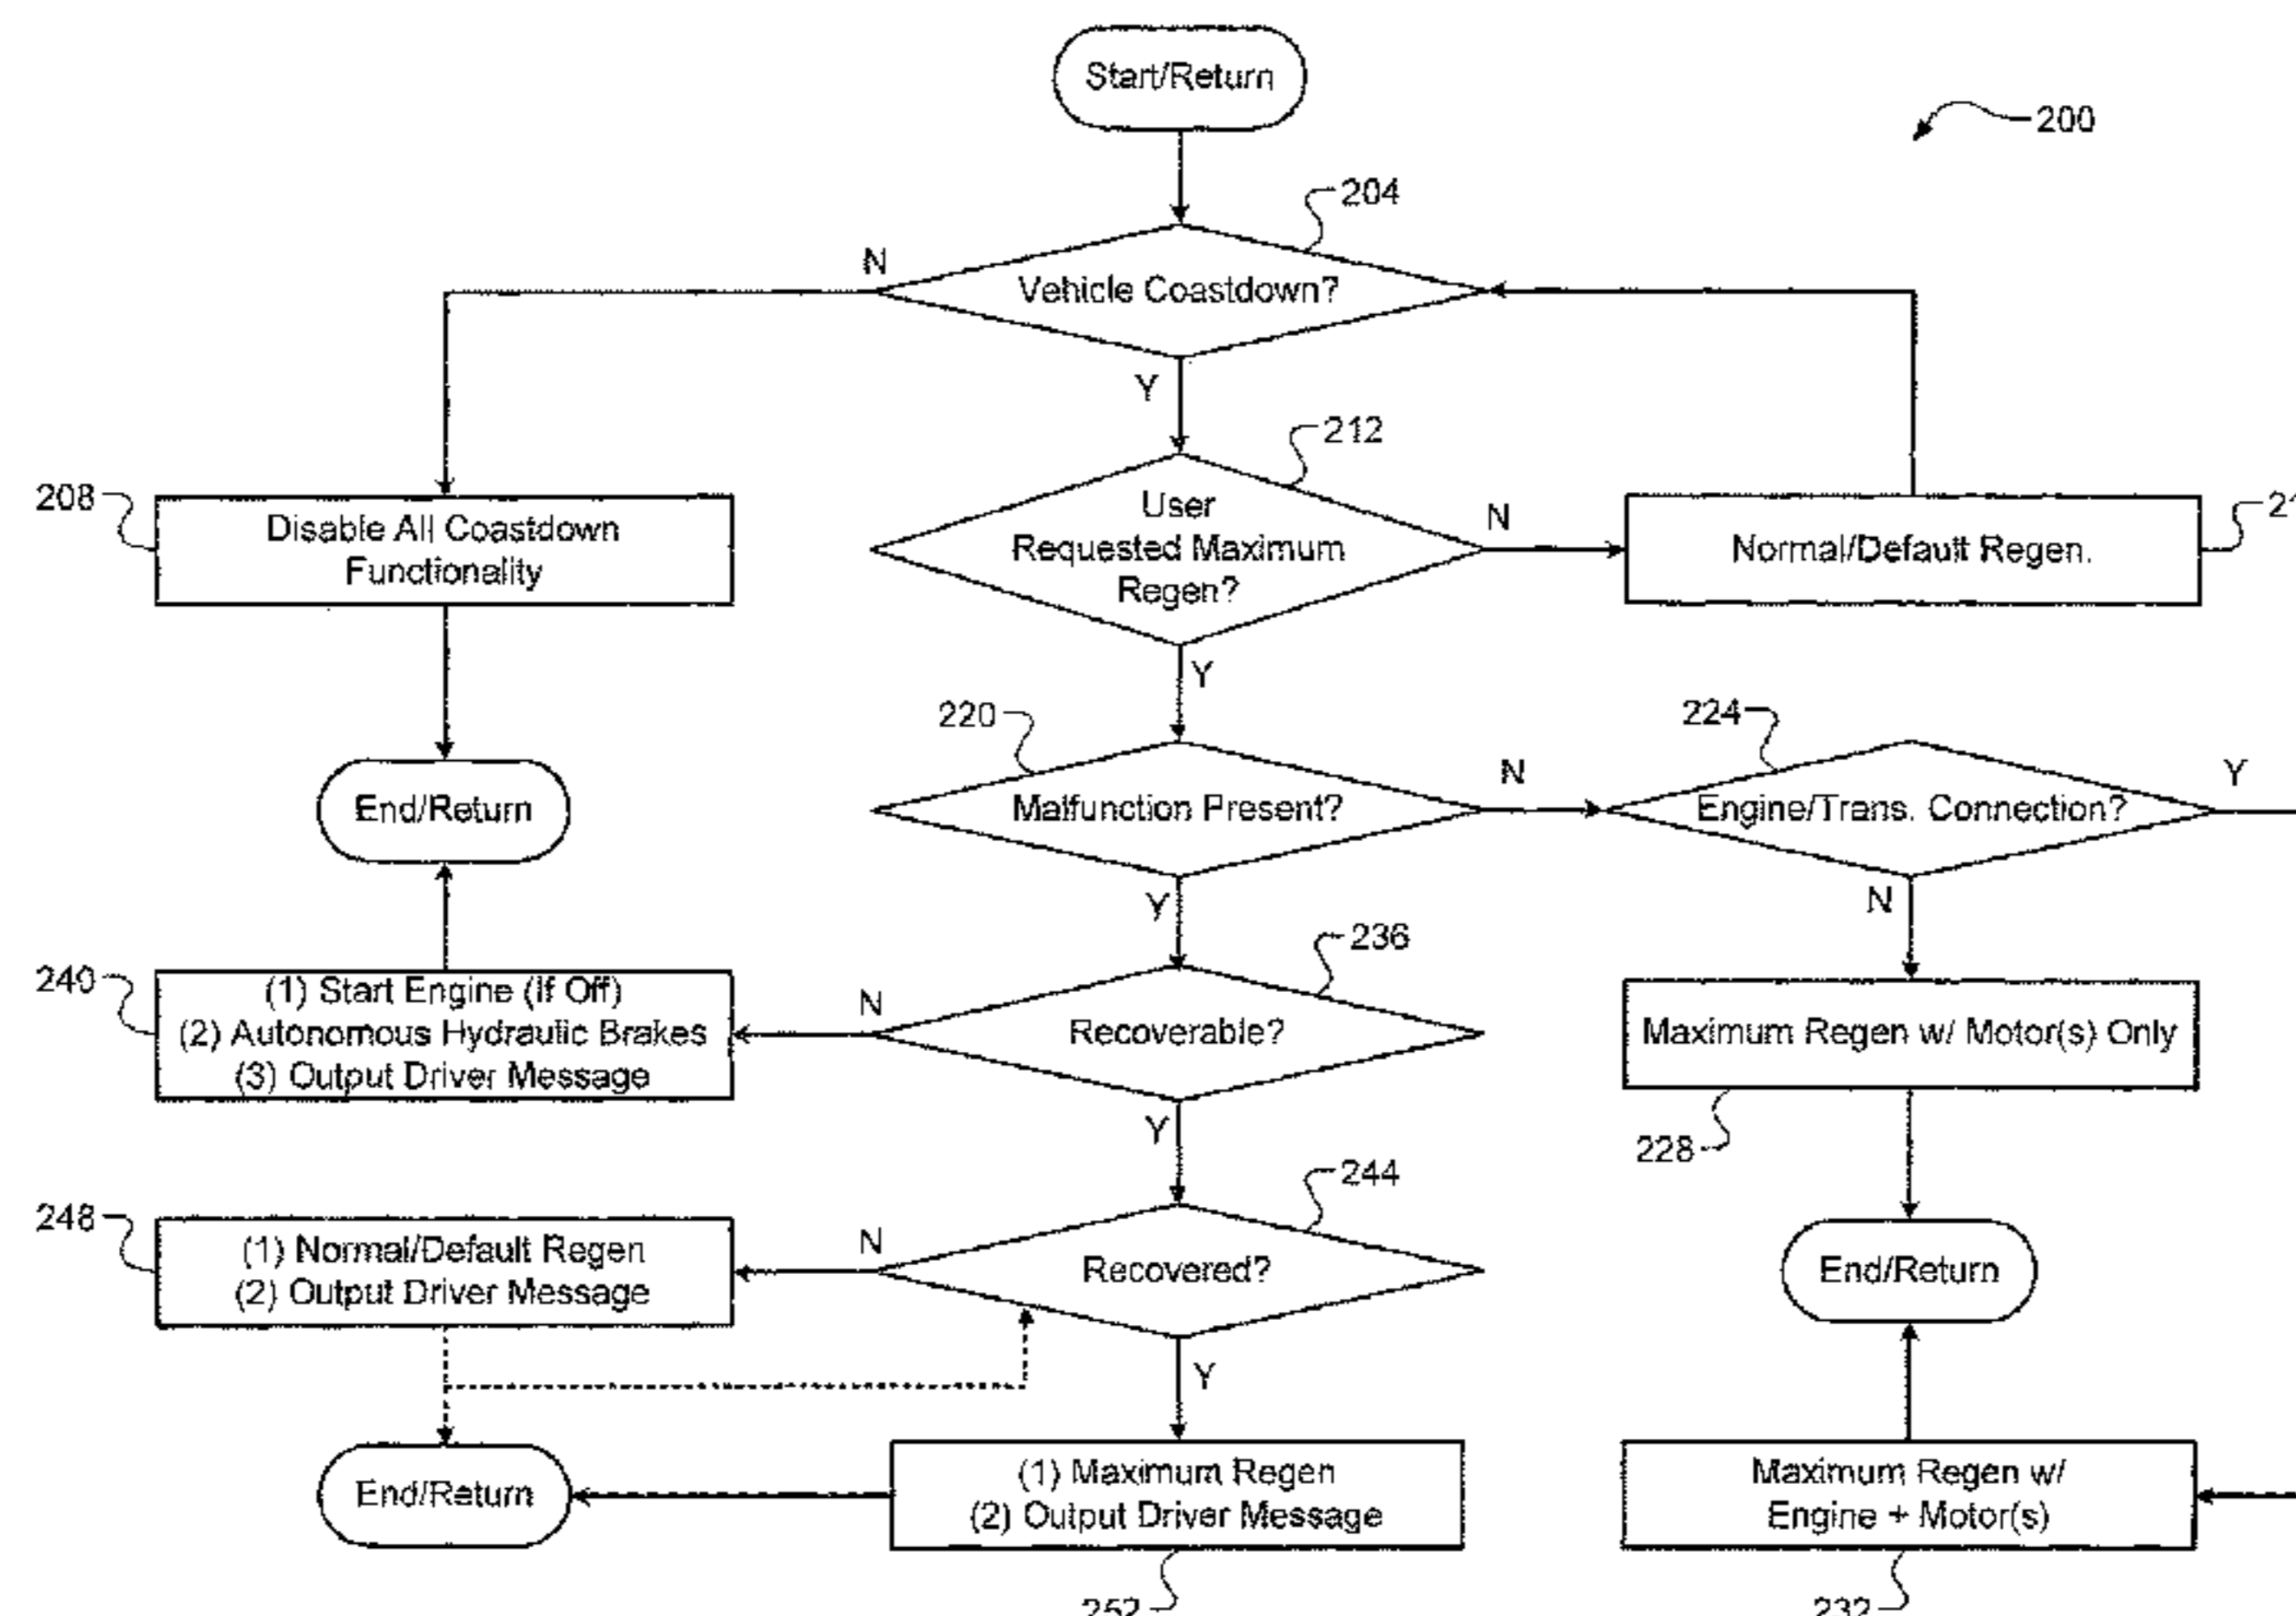 Start/Return
200
204
N
Vehicle Coastdown?
Y
212
208
Disable All Coastdown
Functionality
User
Requested Maximum
Regen?
N
Normal/Default Regen.
Y
220
224
End/Return
Malfunction Present?
N
Engine/Trans. Connection?
Y
Y
N
236
240
(1) Start Engine (If Off)
(2) Autonomous Hydraulic Brakes
(3) Output Driver Message
N
Recoverable?
Maximum Regen w/ Motor(s) Only
Y
228
244
248
(1) Normal/Default Regen
(2) Output Driver Message
N
Recovered?
End/Return
Y
End/Return
(1) Maximum Regen
(2) Output Driver Message
Maximum Regen w/
Engine + Motor(s)
252
232